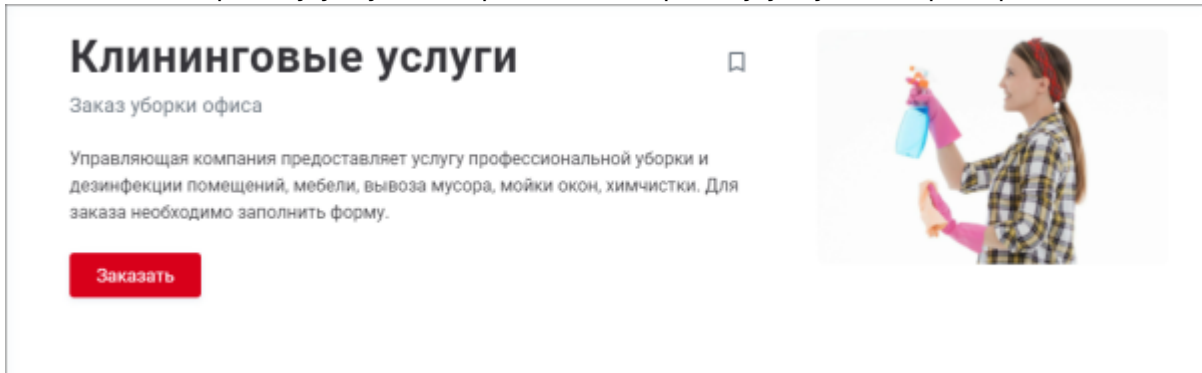 Клининговые услуги
Заказ уборки офиса
Управляющая компания предоставляет услугу профессиональной уборки и
дезинфекции помещений, мебели, вывоза мусора, мойки окон, химчистки. Для
заказа необходимо заполнить форму.
Заказать